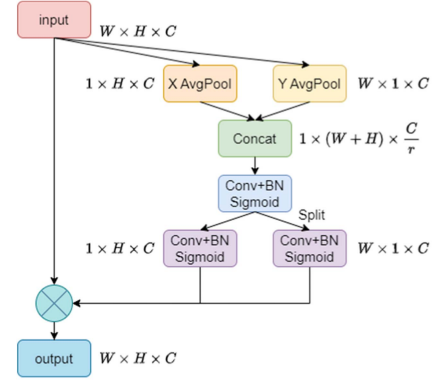 input
W × H × C
1 × H × C
X AvgPool
Y AvgPool
W × 1 × C
Concat
1 × (W + H) × C/r
Conv+BN
Sigmoid
Split
1 × H × C
Conv+BN
Sigmoid
Conv+BN
Sigmoid
W × 1 × C
output
W × H × C